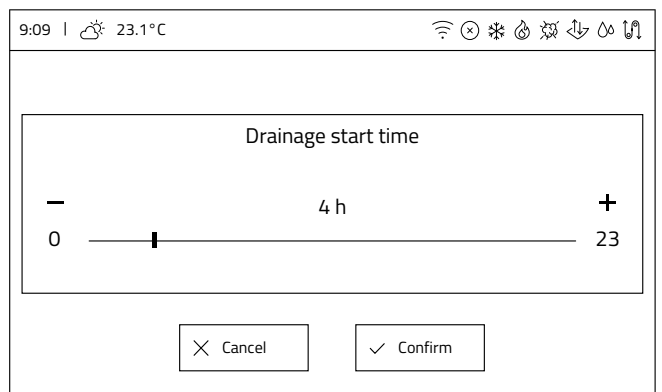 9:09 | 23.1°C
Drainage start time
− 4 h +
0 23
Cancel Confirm